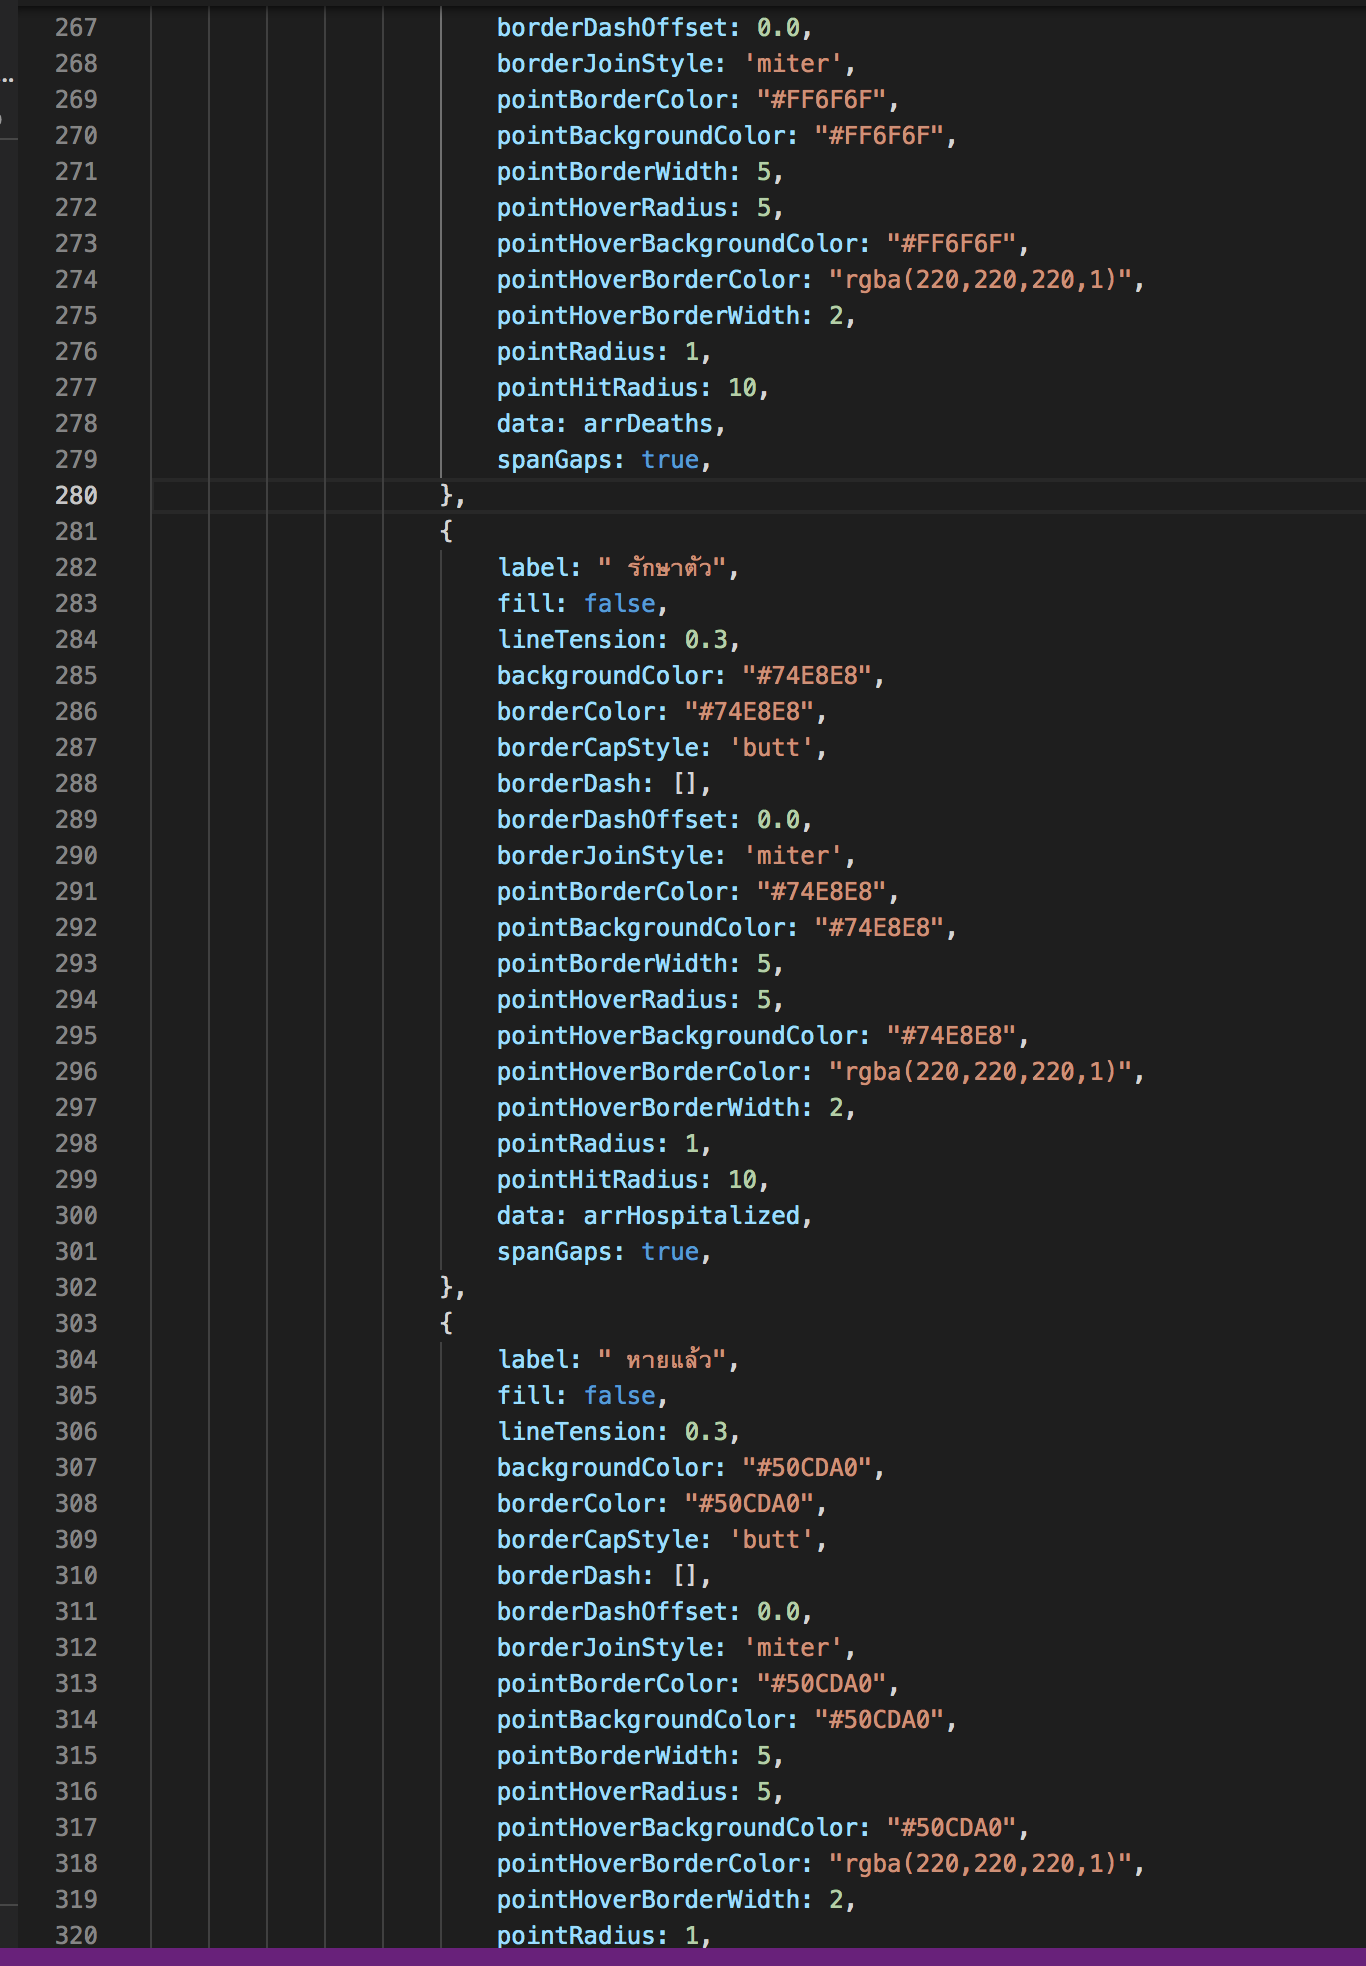 267 borderDashOffset: 0.0,
268 borderJoinStyle: 'miter',
269 pointBorderColor: "#FF6F6F",
270 pointBackgroundColor: "#FF6F6F",
271 pointBorderWidth: 5,
272 pointHoverRadius: 5,
273 pointHoverBackgroundColor: "#FF6F6F",
274 pointHoverBorderColor: "rgba(220,220,220,1)",
275 pointHoverBorderWidth: 2,
276 pointRadius: 1,
277 pointHitRadius: 10,
278 data: arrDeaths,
279 spanGaps: true,
280 },
281 {
282 label: " รักษาตัว",
283 fill: false,
284 lineTension: 0.3,
285 backgroundColor: "#74E8E8",
286 borderColor: "#74E8E8",
287 borderCapStyle: 'butt',
288 borderDash: [],
289 borderDashOffset: 0.0,
290 borderJoinStyle: 'miter',
291 pointBorderColor: "#74E8E8",
292 pointBackgroundColor: "#74E8E8",
293 pointBorderWidth: 5,
294 pointHoverRadius: 5,
295 pointHoverBackgroundColor: "#74E8E8",
296 pointHoverBorderColor: "rgba(220,220,220,1)",
297 pointHoverBorderWidth: 2,
298 pointRadius: 1,
299 pointHitRadius: 10,
300 data: arrHospitalized,
301 spanGaps: true,
302 },
303 {
304 label: " หายแล้ว",
305 fill: false,
306 lineTension: 0.3,
307 backgroundColor: "#50CDA0",
308 borderColor: "#50CDA0",
309 borderCapStyle: 'butt',
310 borderDash: [],
311 borderDashOffset: 0.0,
312 borderJoinStyle: 'miter',
313 pointBorderColor: "#50CDA0",
314 pointBackgroundColor: "#50CDA0",
315 pointBorderWidth: 5,
316 pointHoverRadius: 5,
317 pointHoverBackgroundColor: "#50CDA0",
318 pointHoverBorderColor: "rgba(220,220,220,1)",
319 pointHoverBorderWidth: 2,
320 pointRadius: 1,